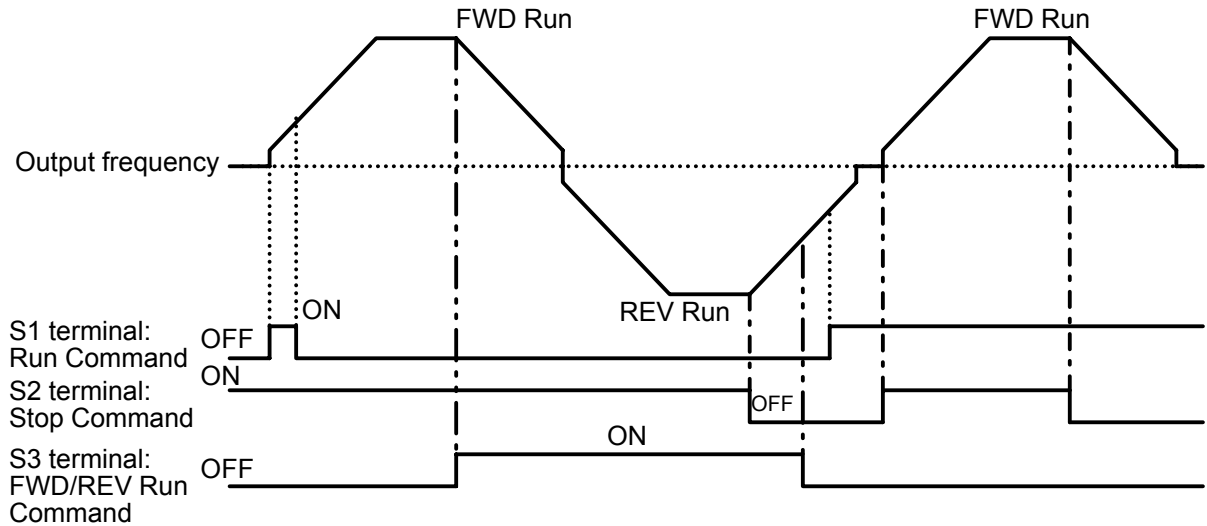 FWD Run
FWD Run
Output frequency
REV Run
ON
S1 terminal:
Run Command
OFF
ON
S2 terminal:
Stop Command
OFF
ON
S3 terminal:
FWD/REV Run
Command
OFF